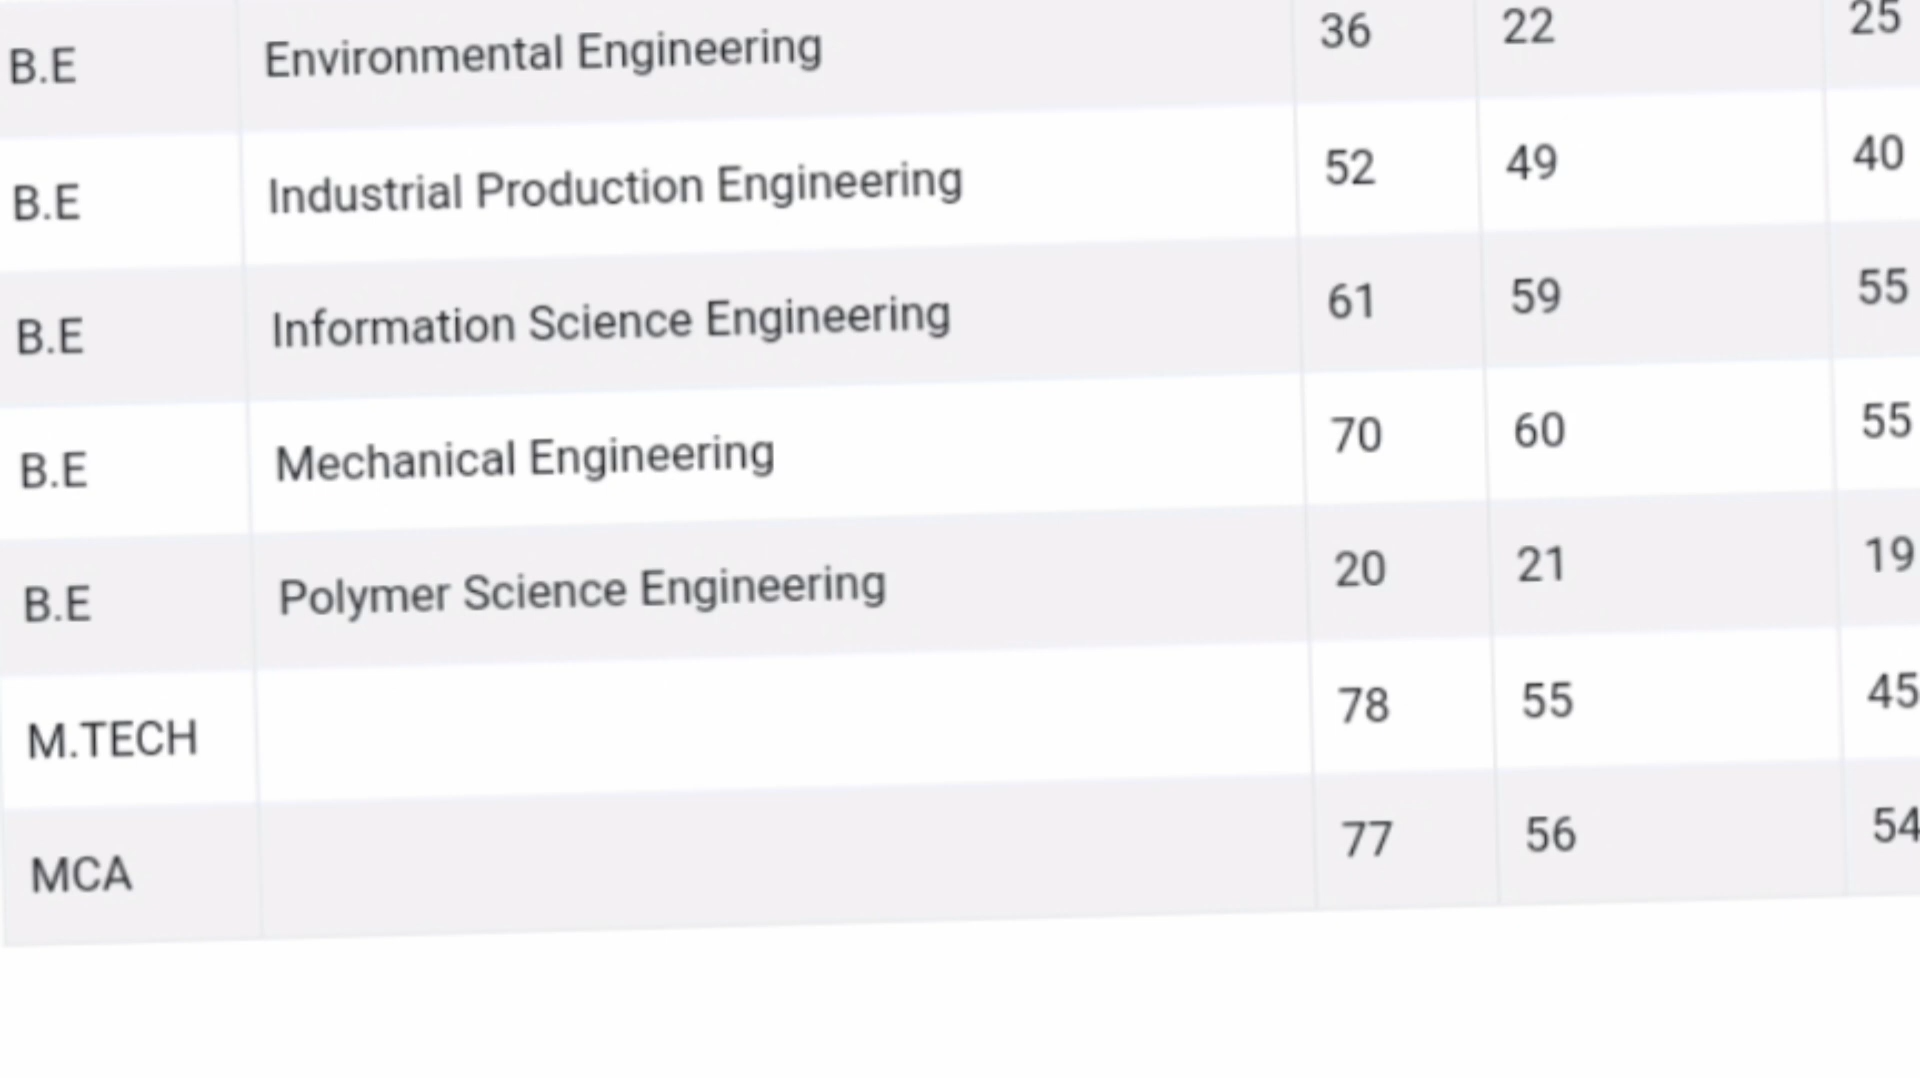 B.E Environmental Engineering 36 22 25
B.E Industrial Production Engineering 52 49 40
B.E Information Science Engineering 61 59 55
B.E Mechanical Engineering 70 60 55
B.E Polymer Science Engineering 20 21 19
M.TECH 78 55 45
MCA 77 56 54